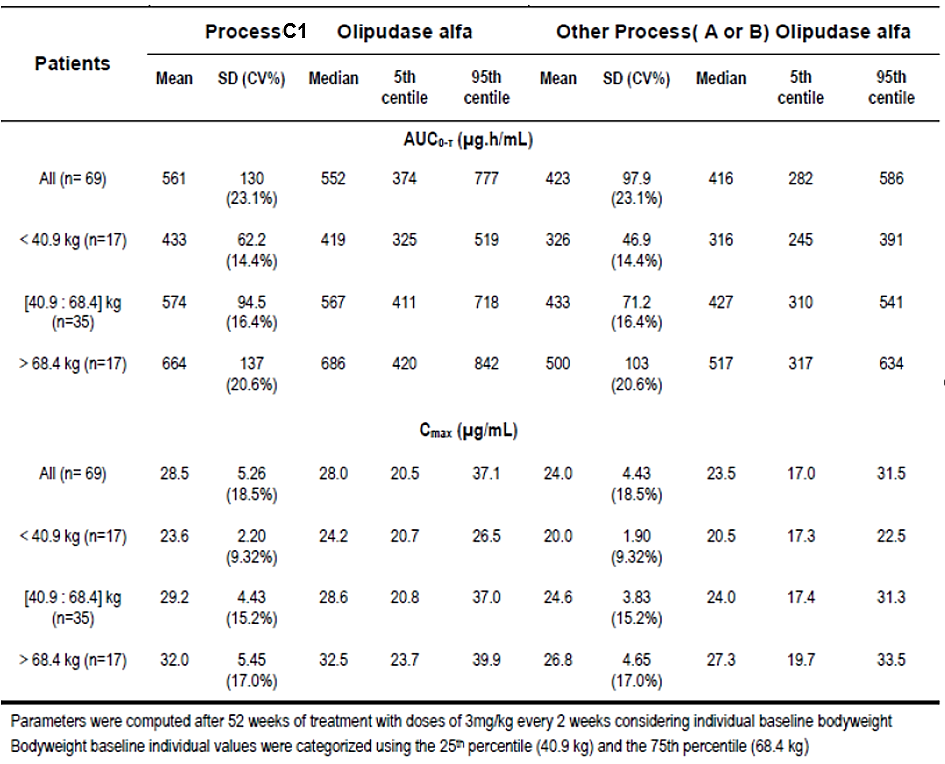 ProcessC1 Olipudase alfa Other Process( A or B) Olipudase alfa
Patients
Mean SD (CV%) Median 5th centile 95th centile Mean SD (CV%) Median 5th centile 95th centile
AUC₀₋τ (µg.h/mL)
All (n= 69) 561 130 (23.1%) 552 374 777 423 97.9 (23.1%) 416 282 586
< 40.9 kg (n=17) 433 62.2 (14.4%) 419 325 519 326 46.9 (14.4%) 316 245 391
[40.9 : 68.4] kg (n=35) 574 94.5 (16.4%) 567 411 718 433 71.2 (16.4%) 427 310 541
> 68.4 kg (n=17) 664 137 (20.6%) 686 420 842 500 103 (20.6%) 517 317 634
Cmax (µg/mL)
All (n= 69) 28.5 5.26 (18.5%) 28.0 20.5 37.1 24.0 4.43 (18.5%) 23.5 17.0 31.5
< 40.9 kg (n=17) 23.6 2.20 (9.32%) 24.2 20.7 26.5 20.0 1.90 (9.32%) 20.5 17.3 22.5
[40.9 : 68.4] kg (n=35) 29.2 4.43 (15.2%) 28.6 20.8 37.0 24.6 3.83 (15.2%) 24.0 17.4 31.3
> 68.4 kg (n=17) 32.0 5.45 (17.0%) 32.5 23.7 39.9 26.8 4.65 (17.0%) 27.3 19.7 33.5
Parameters were computed after 52 weeks of treatment with doses of 3mg/kg every 2 weeks considering individual baseline bodyweight
Bodyweight baseline individual values were categorized using the 25th percentile (40.9 kg) and the 75th percentile (68.4 kg)